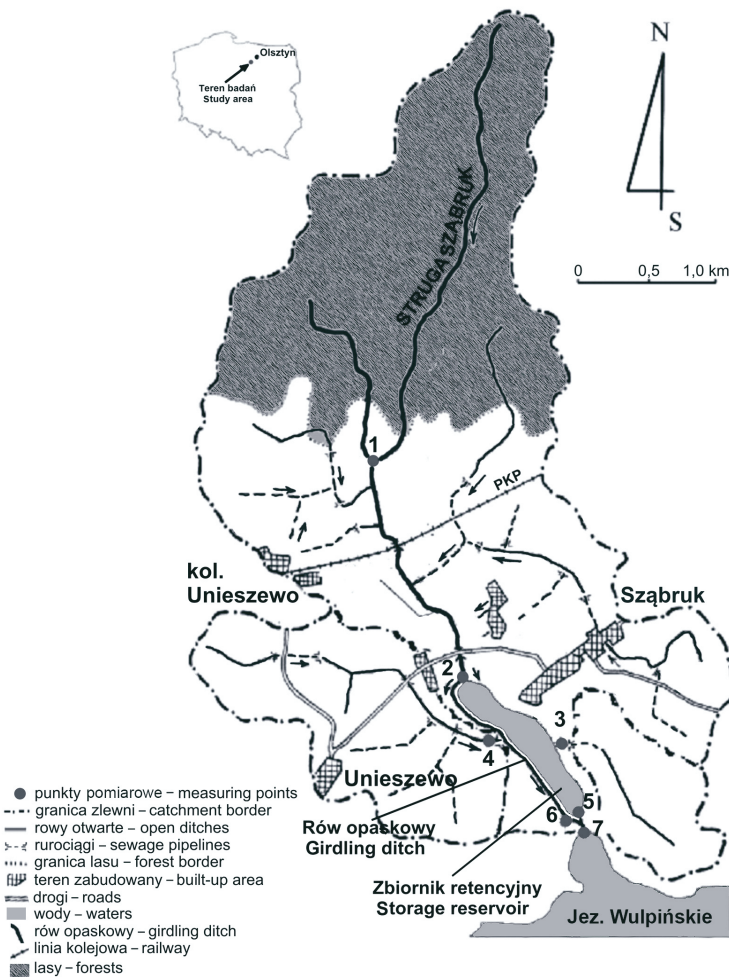 Olsztyn
Teren badań
Study area
N
S
0 0,5 1,0 km
STRUGA SZĄBRUK
1
PKP
kol.
Unieszewo
Sząbruk
2
3
4
Unieszewo
5
6
7
Rów opaskowy
Girdling ditch
Zbiornik retencyjny
Storage reservoir
Jez. Wulpińskie
punkty pomiarowe – measuring points
granica zlewni – catchment border
rowy otwarte – open ditches
rurociągi – sewage pipelines
granica lasu – forest border
teren zabudowany – built-up area
drogi – roads
wody – waters
rów opaskowy – girdling ditch
linia kolejowa – railway
lasy – forests